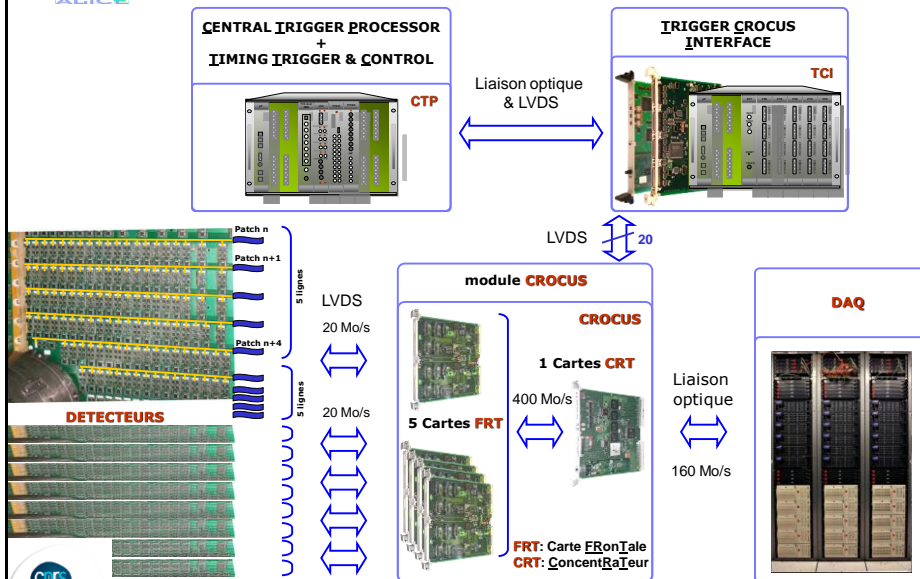 ALICE
CENTRAL TRIGGER PROCESSOR
+
TIMING TRIGGER & CONTROL
CTP
Liaison optique
& LVDS
TRIGGER CROCUS
INTERFACE
TCI
LVDS
20
Patch n
Patch n+1
Patch n+4
5 lignes
5 lignes
LVDS
20 Mo/s
20 Mo/s
DETECTEURS
module CROCUS
CROCUS
1 Cartes CRT
400 Mo/s
5 Cartes FRT
FRT: Carte FRonTale
CRT: ConcentRaTeur
Liaison
optique
160 Mo/s
DAQ
cnrs